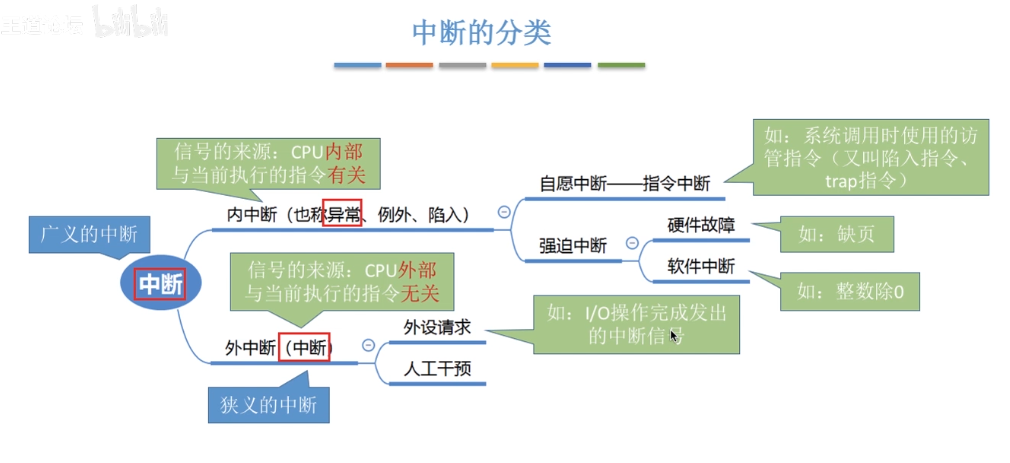 bilibili
中断的分类
信号的来源：CPU内部
与当前执行的指令有关
如：系统调用时使用的访
管指令（又叫陷入指令、
trap指令）
自愿中断——指令中断
内中断（也称异常、例外、陷入）
广义的中断
硬件故障
如：缺页
强迫中断
中断
信号的来源：CPU外部
与当前执行的指令无关
软件中断
如：整数除0
如：I/O操作完成发出
的中断信号
外设请求
外中断（中断）
人工干预
狭义的中断